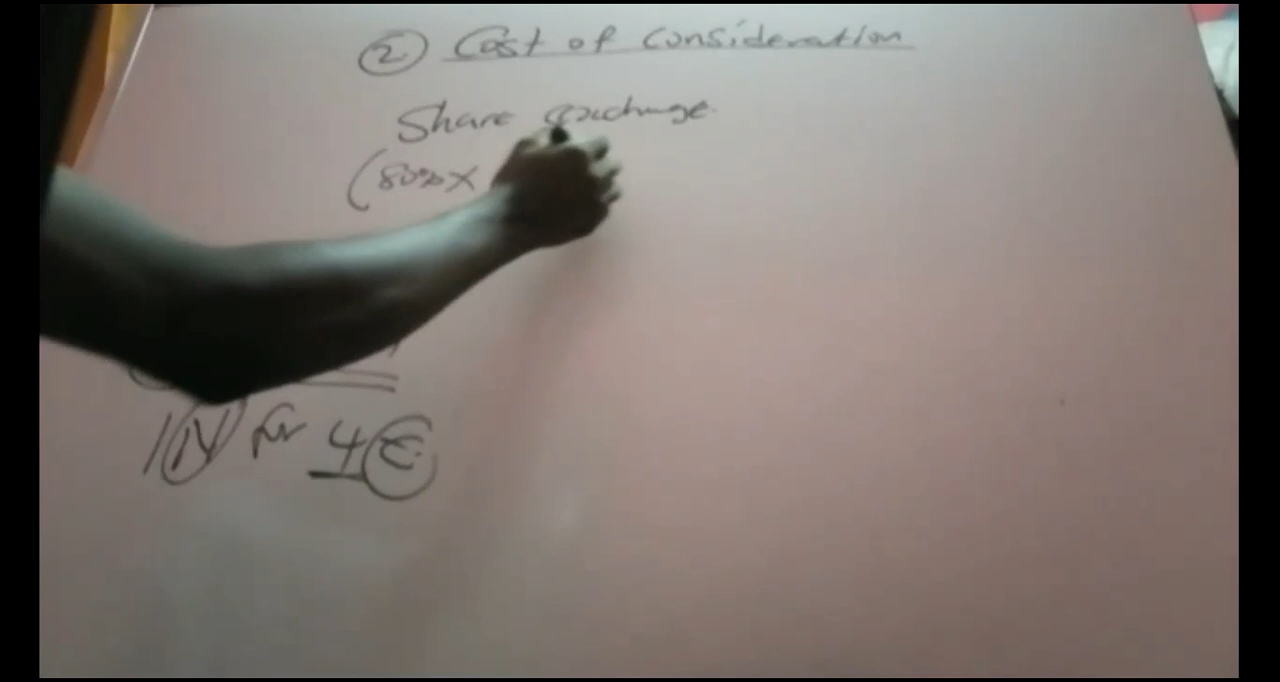 ② Cost of Consideration
Share exchange
(80% X
1 N for 4 E